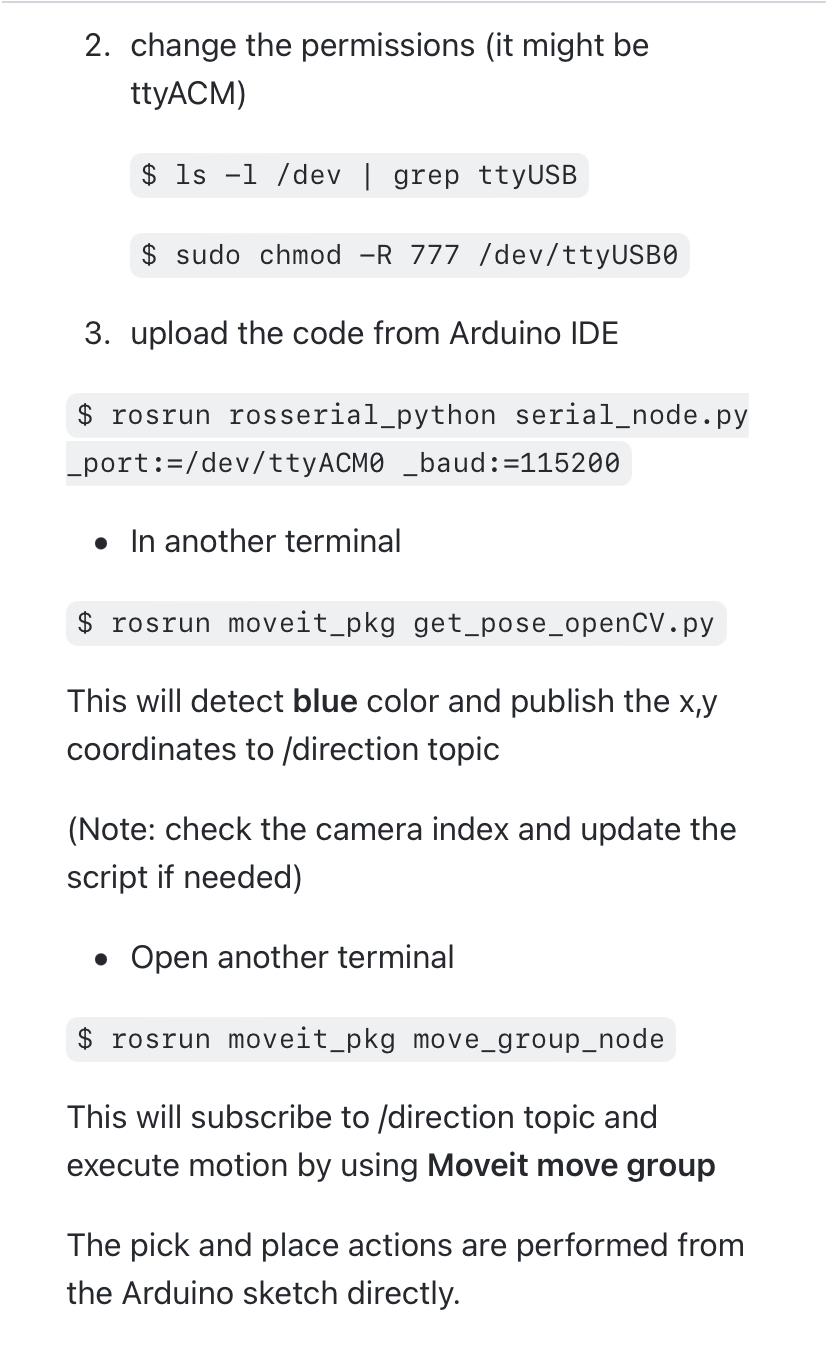 2. change the permissions (it might be
ttyACM)
$ ls -l /dev | grep ttyUSB
$ sudo chmod -R 777 /dev/ttyUSB0
3. upload the code from Arduino IDE
$ rosrun rosserial_python serial_node.py
_port:=/dev/ttyACM0 _baud:=115200
• In another terminal
$ rosrun moveit_pkg get_pose_openCV.py
This will detect blue color and publish the x,y
coordinates to /direction topic
(Note: check the camera index and update the
script if needed)
• Open another terminal
$ rosrun moveit_pkg move_group_node
This will subscribe to /direction topic and
execute motion by using Moveit move group
The pick and place actions are performed from
the Arduino sketch directly.